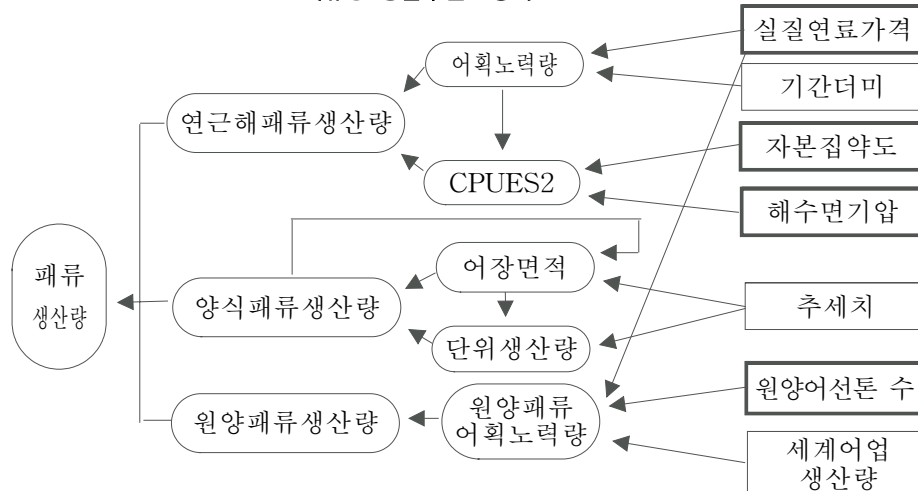 실질연료가격
어획노력량
기간더미
연근해패류생산량
자본집약도
CPUES2
해수면기압
어장면적
패류
생산량
양식패류생산량
추세치
단위생산량
원양어선톤 수
원양패류
어획노력량
원양패류생산량
세계어업
생산량